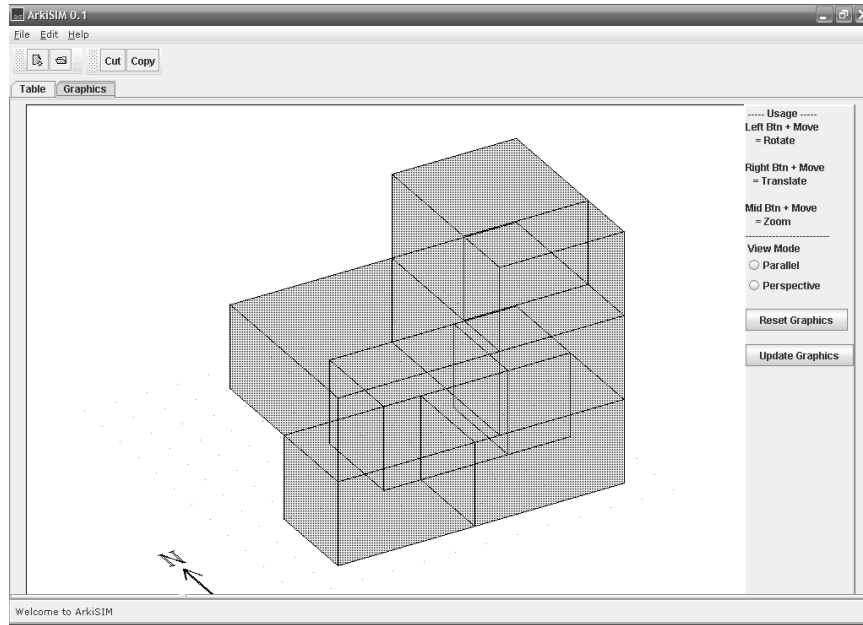 ArkiSIM 0.1
File Edit Help
Cut Copy
Table Graphics
----- Usage -----
Left Btn + Move
= Rotate
Right Btn + Move
= Translate
Mid Btn + Move
= Zoom
--------------------------
View Mode
Parallel
Perspective
Reset Graphics
Update Graphics
N
Welcome to ArkiSIM